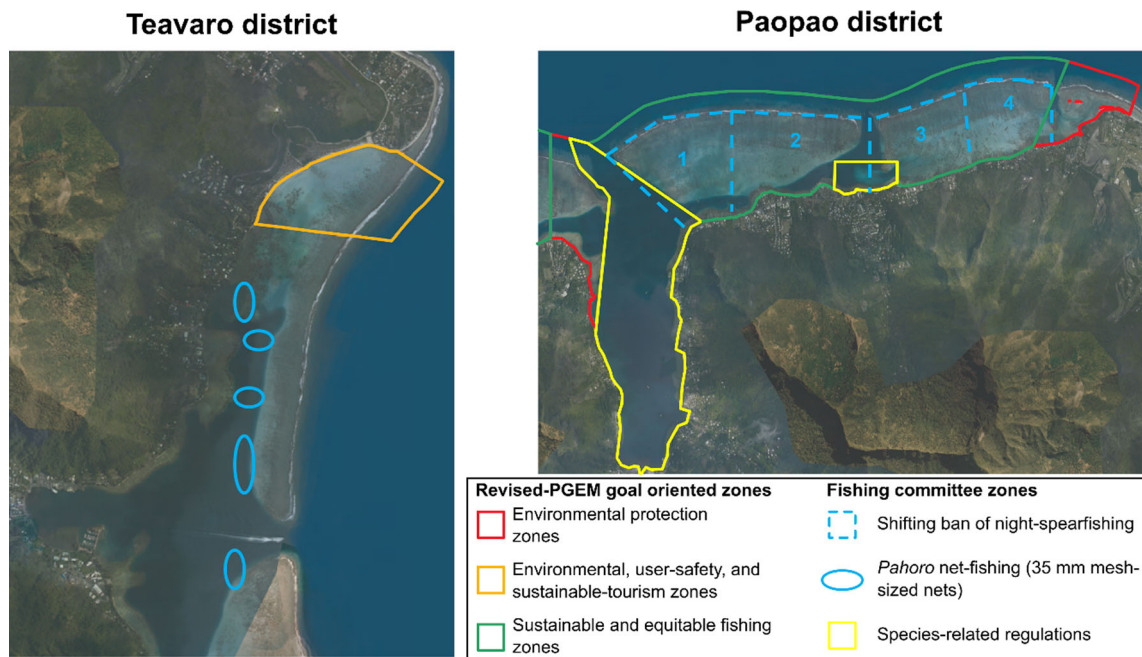 Teavaro district
Paopao district
1
2
3
4
Revised-PGEM goal oriented zones
Environmental protection
zones
Environmental, user-safety, and
sustainable-tourism zones
Sustainable and equitable fishing
zones
Fishing committee zones
Shifting ban of night-spearfishing
Pahoro net-fishing (35 mm mesh-
sized nets)
Species-related regulations